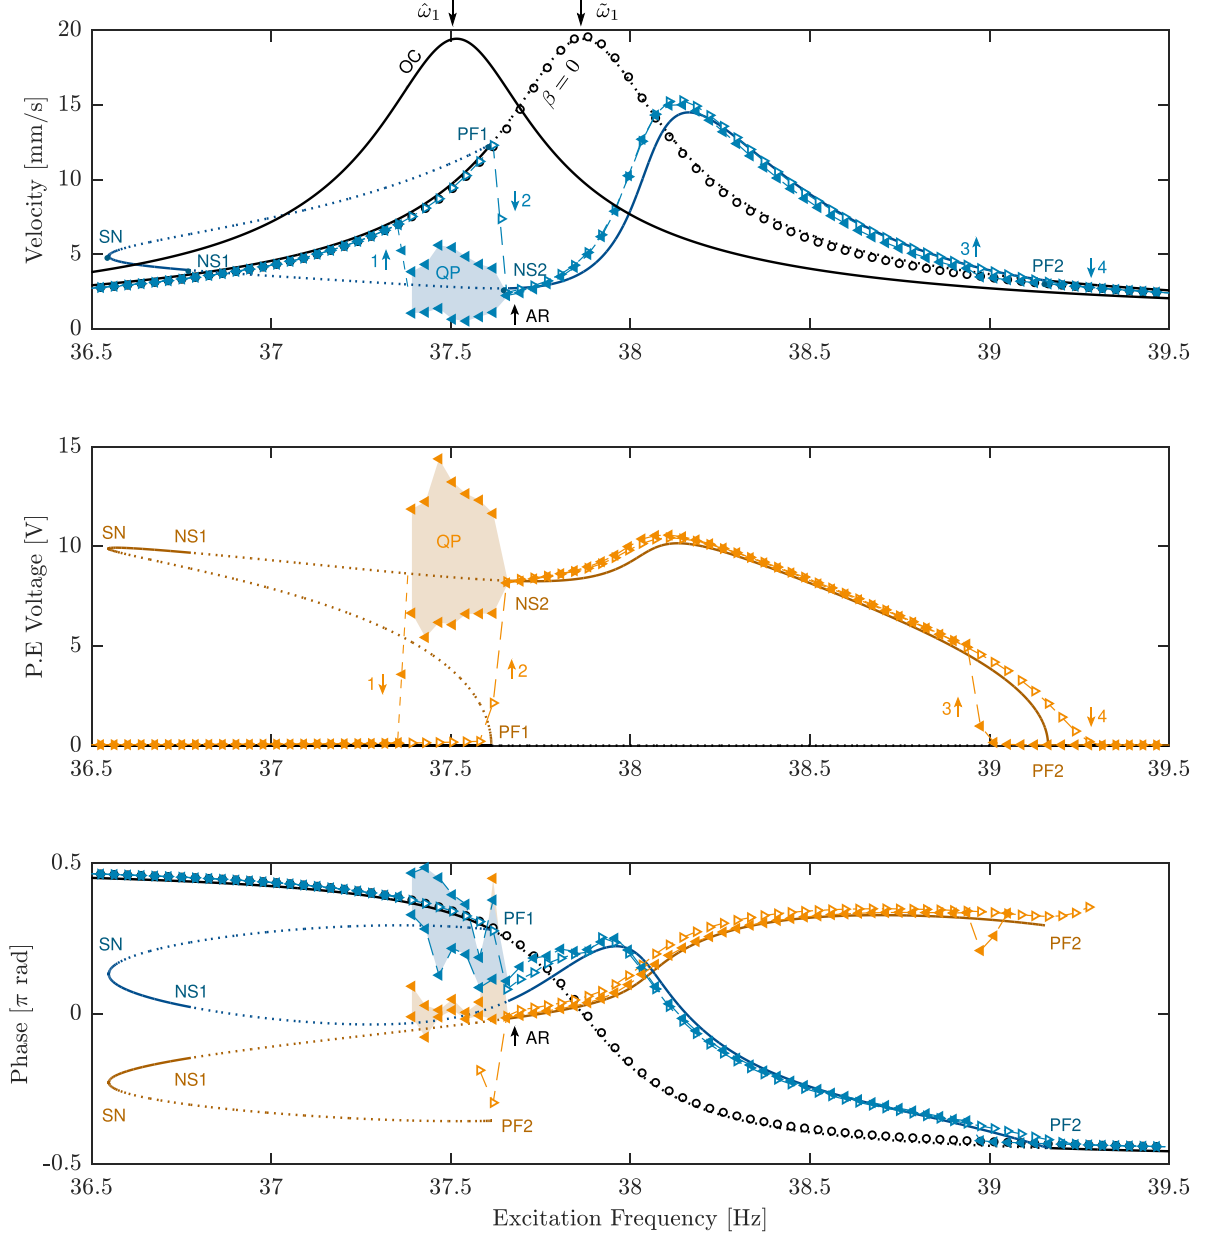 ω̂₁ ω̃₁
20
15
10
5
0
Velocity [mm/s]
OC
β = 0
PF1
SN
NS1
1
2
QP
NS2
AR
3
PF2
4
36.5 37 37.5 38 38.5 39 39.5
15
10
5
0
P.E Voltage [V]
SN
NS1
QP
NS2
1
2
PF1
3
4
PF2
36.5 37 37.5 38 38.5 39 39.5
0.5
0
-0.5
Phase [π rad]
PF1
SN
NS1
AR
NS1
SN
PF2
PF2
PF2
36.5 37 37.5 38 38.5 39 39.5
Excitation Frequency [Hz]